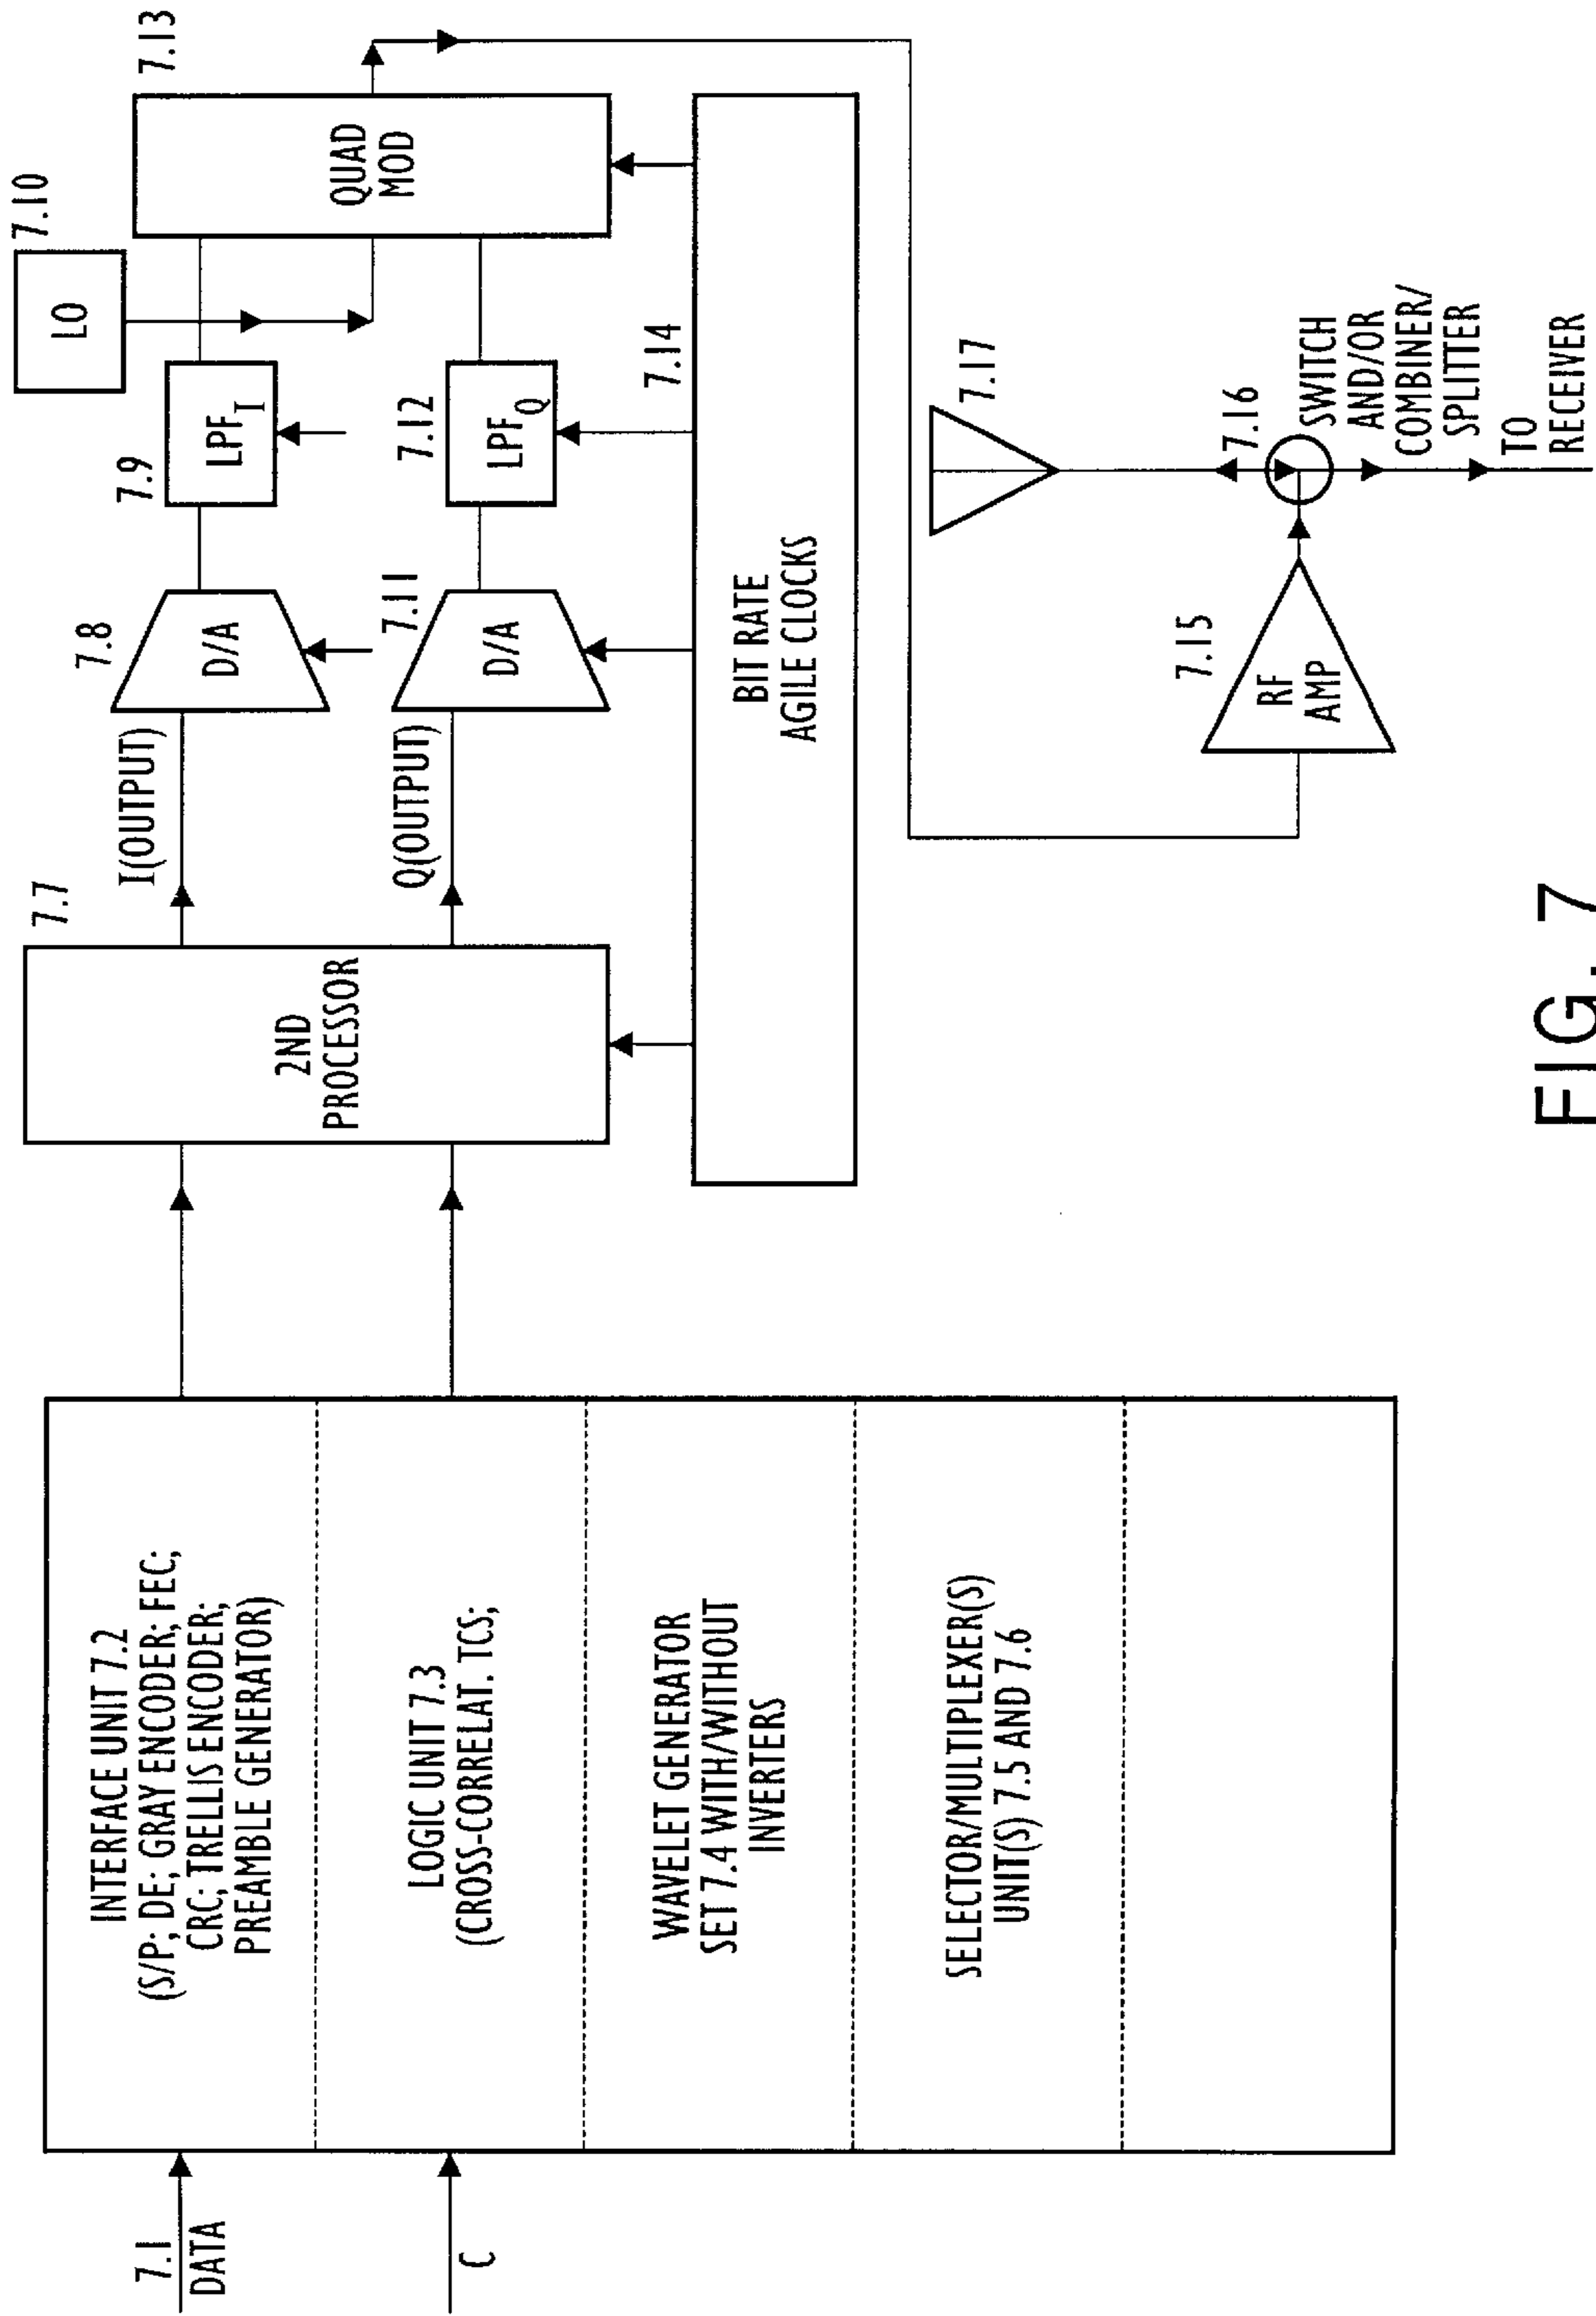 7.1
DATA
C
INTERFACE UNIT 7.2
(S/P; DE; GRAY ENCODER; FEC;
CRC; TRELLIS ENCODER;
PREAMBLE GENERATOR)
LOGIC UNIT 7.3
(CROSS-CORRELAT. TCS;
WAVELET GENERATOR
SET 7.4 WITH/WITHOUT
INVERTERS
SELECTOR/MULTIPLEXER(S)
UNIT(S) 7.5 AND 7.6
7.7
2ND
PROCESSOR
I(OUTPUT)
Q(OUTPUT)
7.8
D/A
7.11
D/A
7.9
LPF I
7.12
LPF Q
7.10
LO
7.13
QUAD
MOD
7.14
BIT RATE
AGILE CLOCKS
7.15
RF
AMP
7.16
7.17
SWITCH
AND/OR
COMBINER/
SPLITTER
TO
RECEIVER
FIG. 7